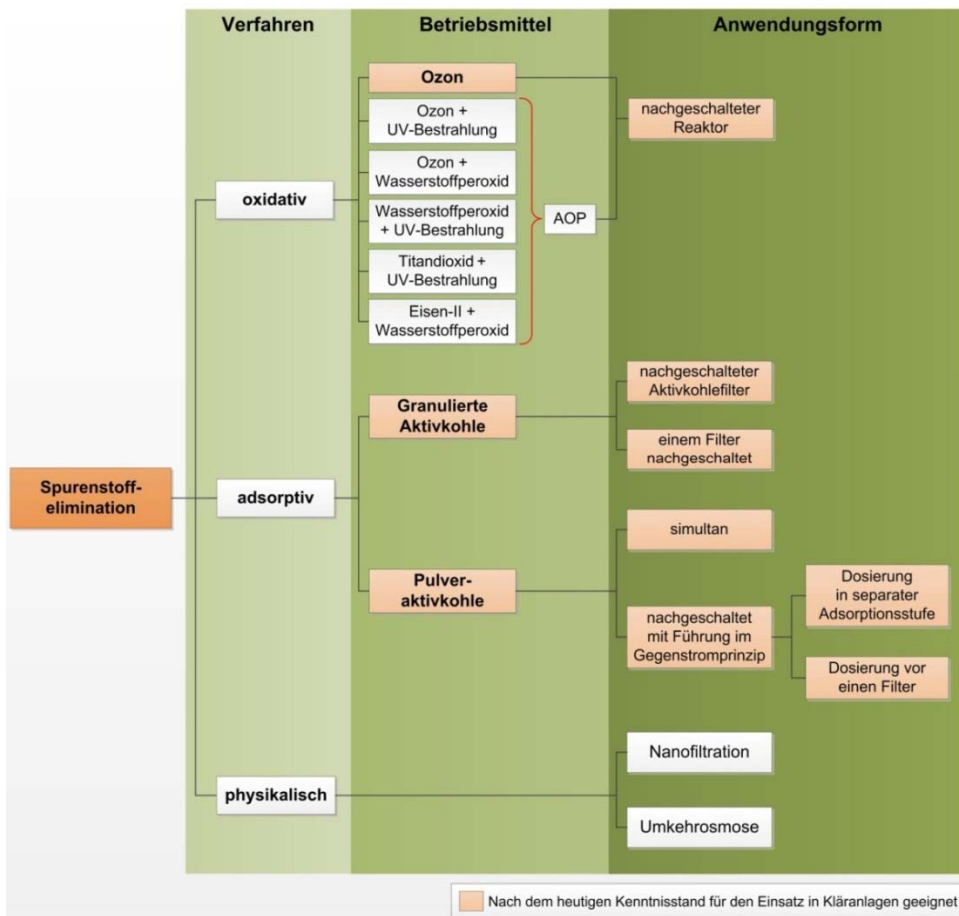 Verfahren
Betriebsmittel
Anwendungsform
Spurenstoff-
elimination
oxidativ
Ozon
Ozon +
UV-Bestrahlung
Ozon +
Wasserstoffperoxid
Wasserstoffperoxid
+ UV-Bestrahlung
Titandioxid +
UV-Bestrahlung
Eisen-II +
Wasserstoffperoxid
AOP
nachgeschalteter
Reaktor
adsorptiv
Granulierte
Aktivkohle
nachgeschalteter
Aktivkohlefilter
einem Filter
nachgeschaltet
Pulver-
aktivkohle
simultan
nachgeschaltet
mit Führung im
Gegenstromprinzip
Dosierung
in separater
Adsorptionsstufe
Dosierung vor
einen Filter
physikalisch
Nanofiltration
Umkehrosmose
Nach dem heutigen Kenntnisstand für den Einsatz in Kläranlagen geeignet